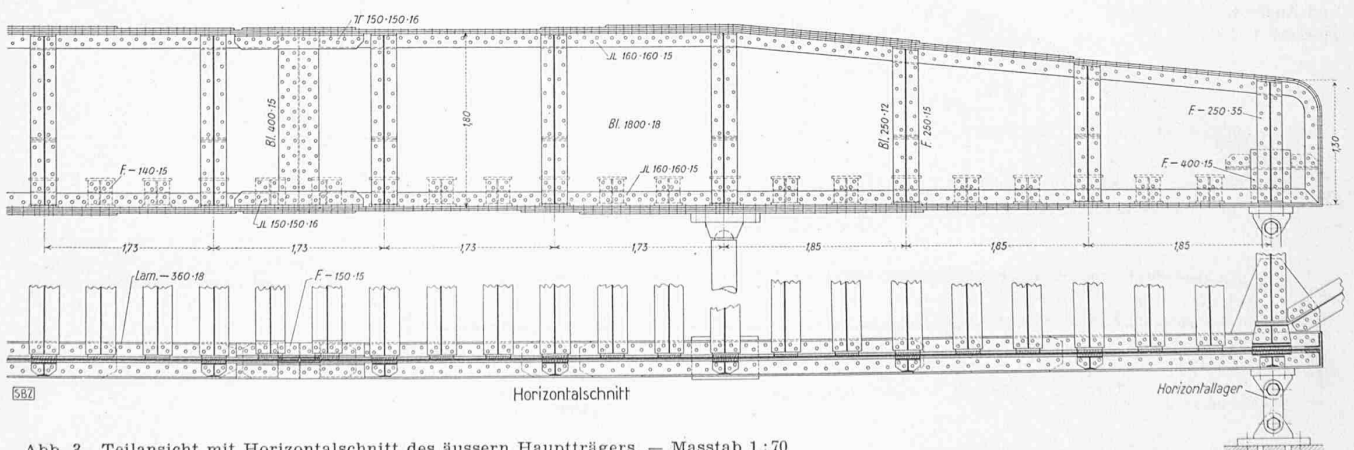 ⅂Γ 150·150·16
JL 160·160·15
Bl. 400·15
1,80
Bl. 1800·18
Bl. 250·12
F. 250·15
F. – 250·35
1,30
F. – 140·15
JL 160·160·15
F. – 400·15
JL 150·150·16
1,73
1,73
1,73
1,73
1,85
1,85
1,85
Lam. – 360·18
F. – 150·15
SBZ
Horizontalschnitt
Horizontallager
Abb. 3. Teilansicht mit Horizontalschnitt des äussern Hauptträgers. — Masstab 1:70.